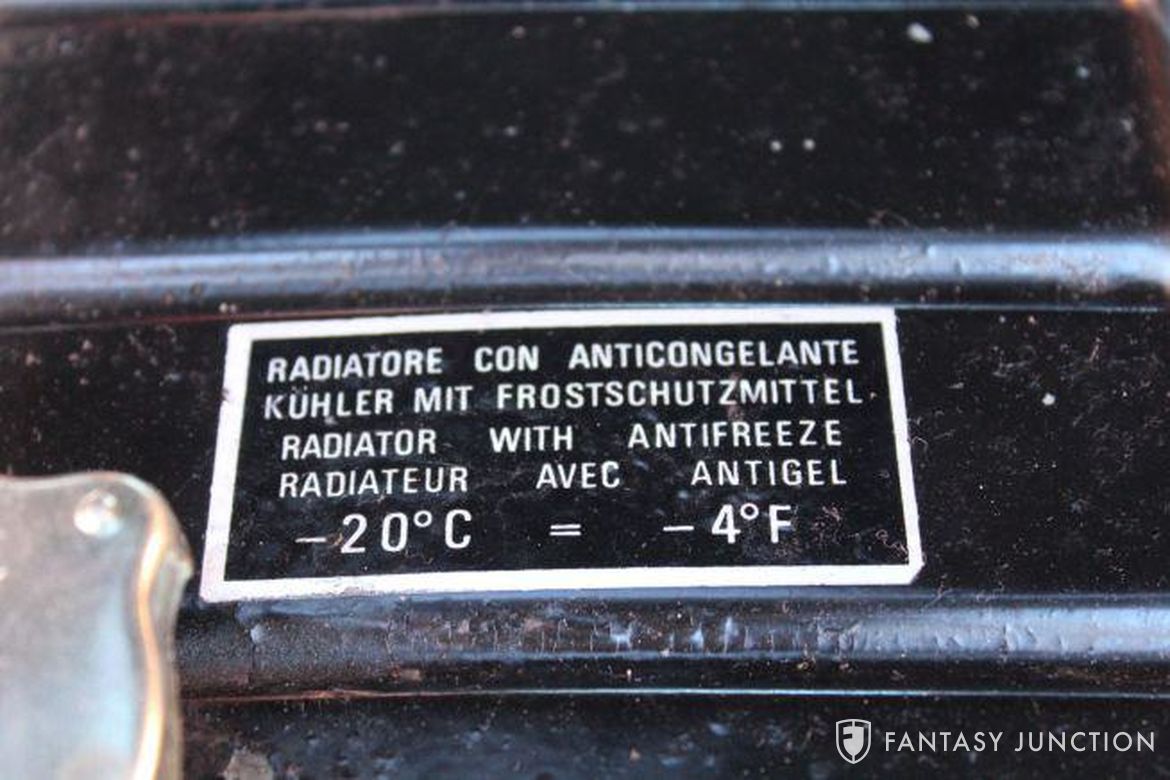 RADIATORE CON ANTICONGELANTE
KÜHLER MIT FROSTSCHUTZMITTEL
RADIATOR WITH ANTIFREEZE
RADIATEUR AVEC ANTIGEL
−20°C = −4°F
FANTASY JUNCTION